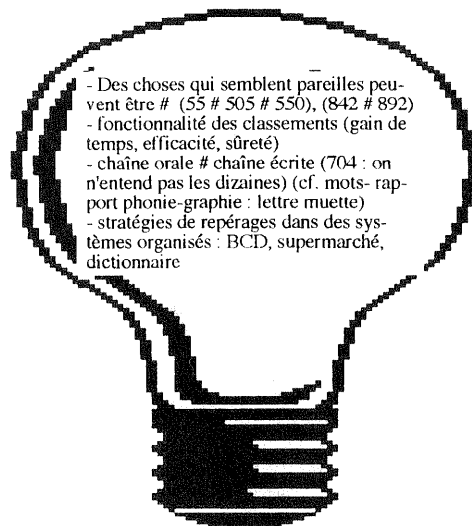 - Des choses qui semblent pareilles peu-
vent être # (55 # 505 # 550), (842 # 892)
- fonctionnalité des classements (gain de
temps, efficacité, sûreté)
- chaîne orale # chaîne écrite (704 : on
n'entend pas les dizaines) (cf. mots- rap-
port phonie-graphie : lettre muette)
- stratégies de repérages dans des sys-
tèmes organisés : BCD, supermarché,
dictionnaire